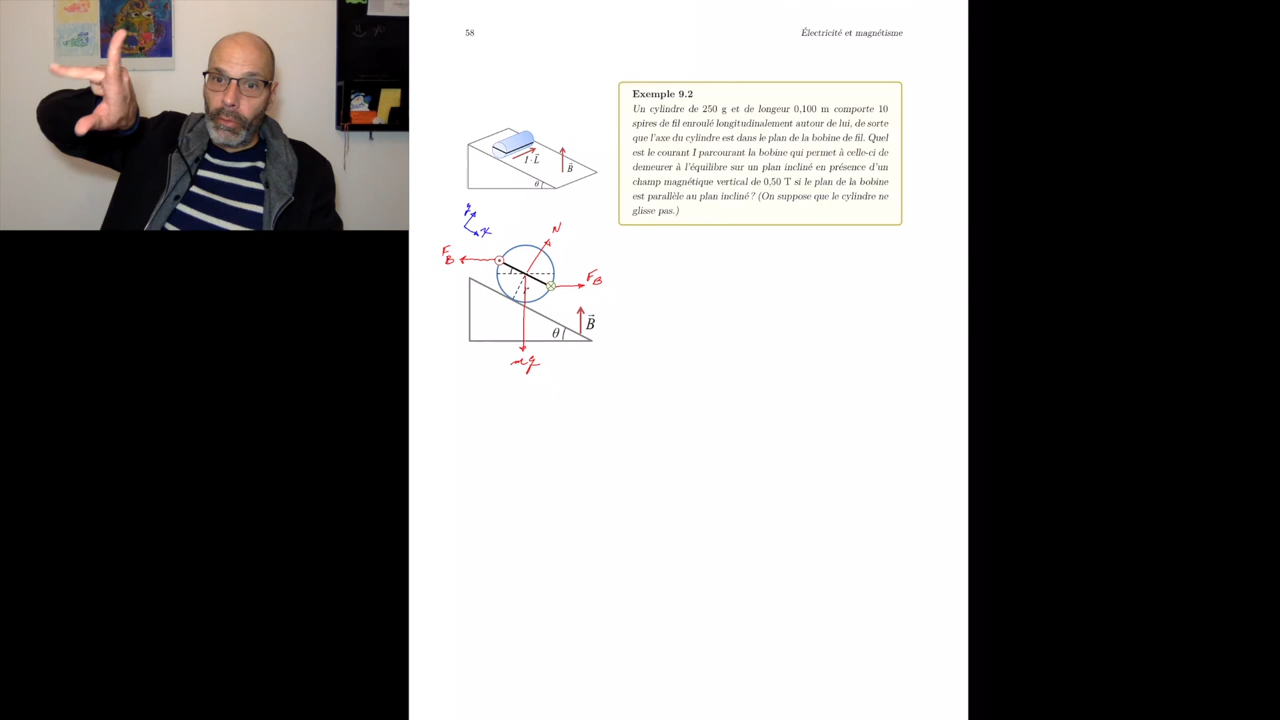 58
Électricité et magnétisme
Exemple 9.2
Un cylindre de 250 g et de longeur 0,100 m comporte 10
spires de fil enroulé longitudinalement autour de lui, de sorte
que l'axe du cylindre est dans le plan de la bobine de fil. Quel
est le courant I parcourant la bobine qui permet à celle-ci de
demeurer à l'équilibre sur un plan incliné en présence d'un
champ magnétique vertical de 0,50 T si le plan de la bobine
est parallèle au plan incliné ? (On suppose que le cylindre ne
glisse pas.)
I·L⃗
B⃗
θ
y
x
N
F_B
F_B
r
B⃗
θ
mg